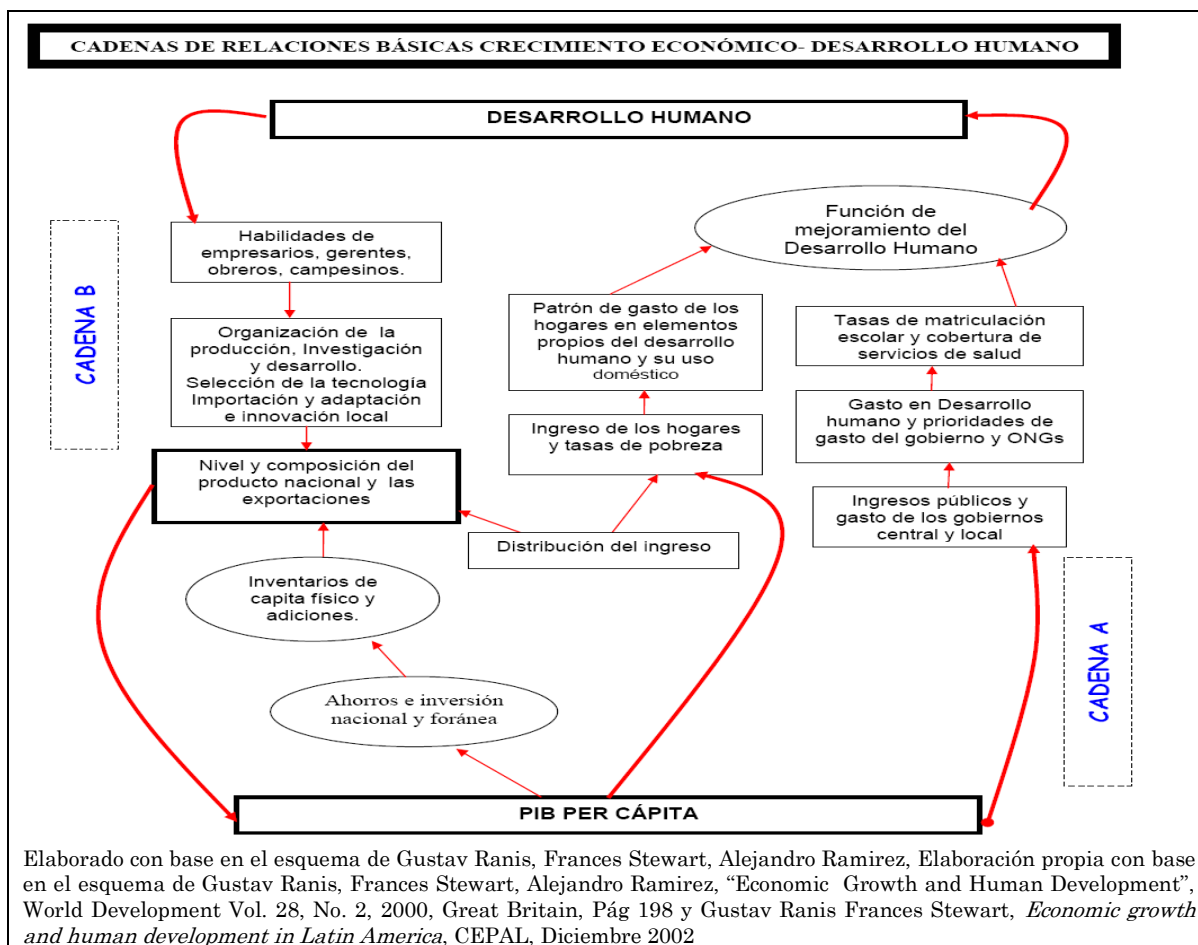 CADENAS DE RELACIONES BÁSICAS CRECIMIENTO ECONÓMICO- DESARROLLO HUMANO
DESARROLLO HUMANO
CADENA B
Habilidades de
empresarios, gerentes,
obreros, campesinos.
Organización de la
producción, Investigación
y desarrollo.
Selección de la tecnología
Importación y adaptación
e innovación local
Nivel y composición del
producto nacional y las
exportaciones
Inventarios de
capita físico y
adiciones.
Ahorros e inversión
nacional y foránea
Función de
mejoramiento del
Desarrollo Humano
Patrón de gasto de los
hogares en elementos
propios del desarrollo
humano y su uso
doméstico
Ingreso de los hogares
y tasas de pobreza
Distribución del ingreso
Tasas de matriculación
escolar y cobertura de
servicios de salud
Gasto en Desarrollo
humano y prioridades de
gasto del gobierno y ONGs
Ingresos públicos y
gasto de los gobiernos
central y local
CADENA A
PIB PER CÁPITA
Elaborado con base en el esquema de Gustav Ranis, Frances Stewart, Alejandro Ramirez, Elaboración propia con base
en el esquema de Gustav Ranis, Frances Stewart, Alejandro Ramirez, “Economic Growth and Human Development”,
World Development Vol. 28, No. 2, 2000, Great Britain, Pág 198 y Gustav Ranis Frances Stewart, Economic growth
and human development in Latin America, CEPAL, Diciembre 2002